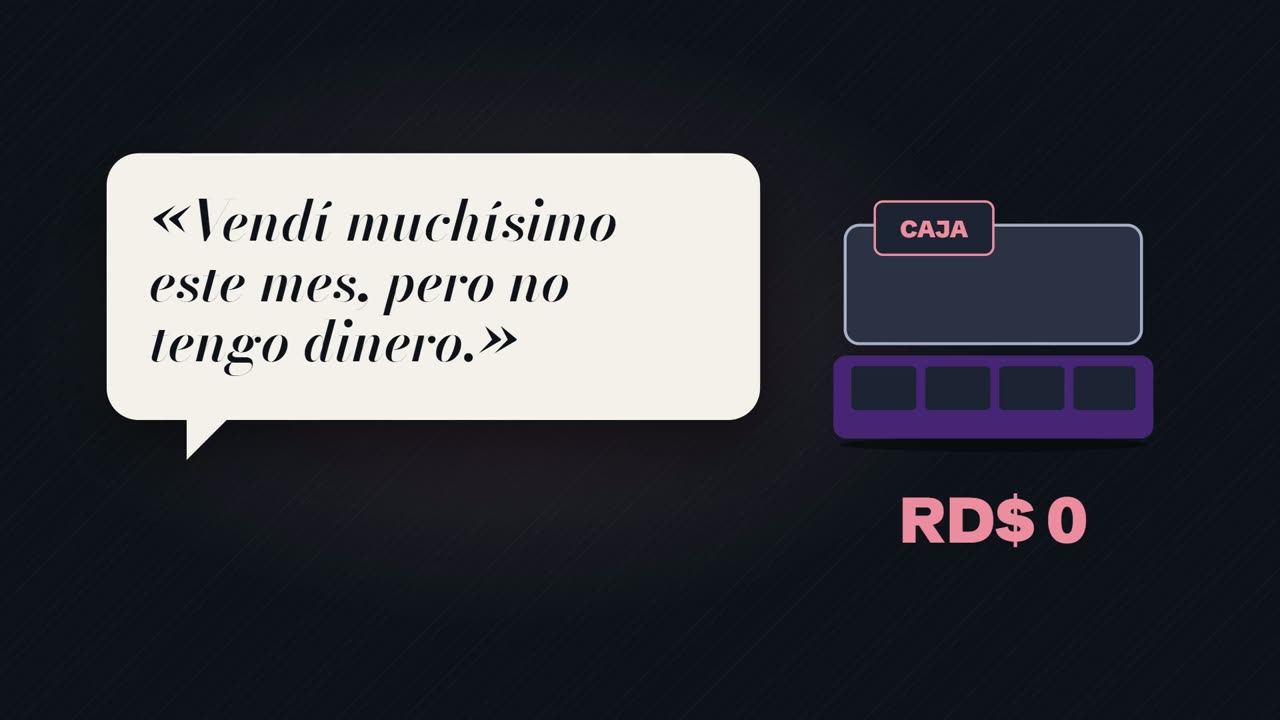 «Vendí muchísimo
este mes, pero no
tengo dinero.»
CAJA
RD$ 0